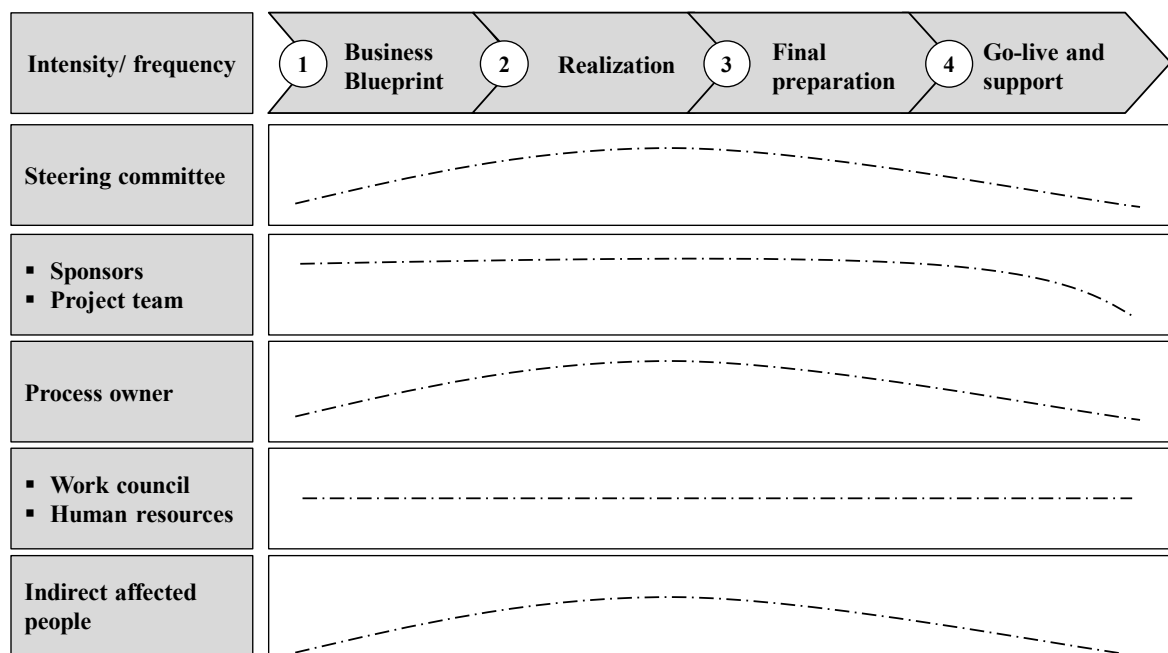 Intensity/ frequency
1
Business
Blueprint
2
Realization
3
Final
preparation
4
Go-live and
support
Steering committee
▪ Sponsors
▪ Project team
Process owner
▪ Work council
▪ Human resources
Indirect affected
people